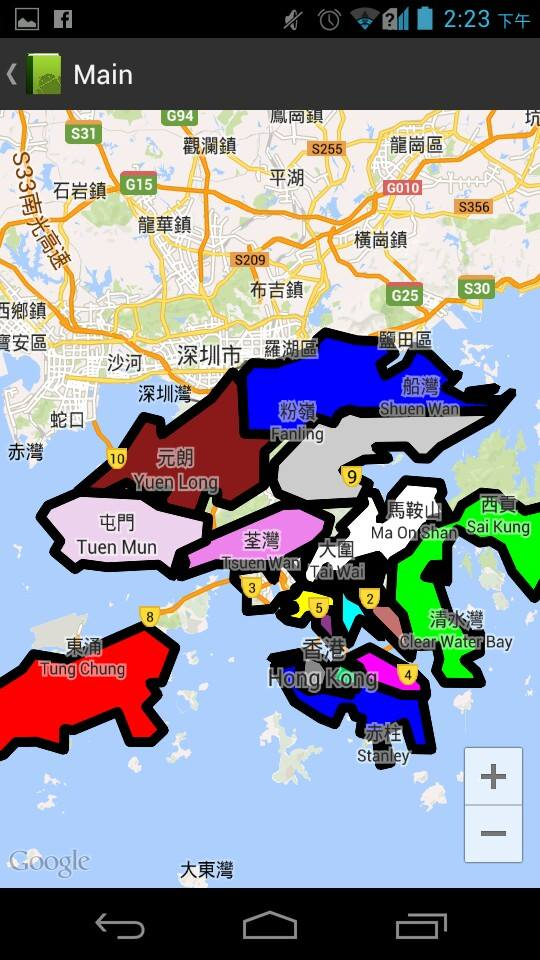 2:23 下午
Main
G94
鳳崗鎮
坑
S31
觀瀾鎮
S255
龍崗區
S33南光高速
石岩鎮
G15
平湖
G010
S356
龍華鎮
橫崗鎮
S209
布吉鎮
G25
S30
西鄉鎮
寶安區
沙河
深圳市
羅湖區
鹽田區
深圳灣
船灣
Shuen Wan
蛇口
粉嶺
Fanling
赤灣
10
元朗
Yuen Long
9
屯門
Tuen Mun
荃灣
Tsuen Wan
馬鞍山
Ma On Shan
西貢
Sai Kung
大圍
Tai Wai
3
5
2
8
清水灣
Clear Water Bay
東涌
Tung Chung
香港
Hong Kong
4
赤柱
Stanley
+
−
Google
大東灣